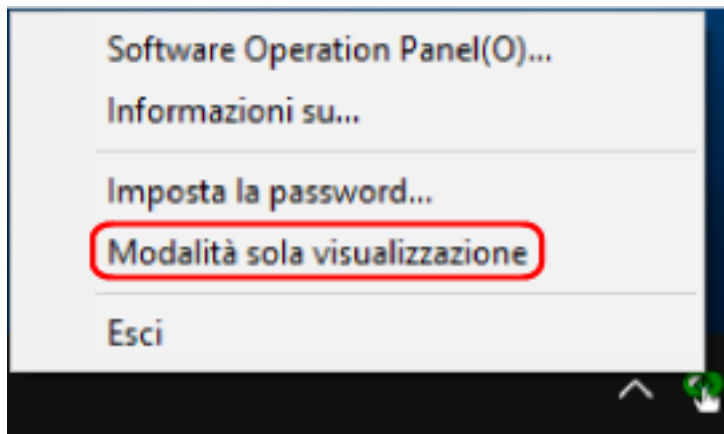 Software Operation Panel(O)...
Informazioni su...
Imposta la password...
Modalità sola visualizzazione
Esci